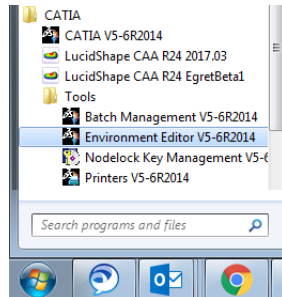 CATIA
CATIA V5-6R2014
LucidShape CAA R24 2017.03
LucidShape CAA R24 EgretBeta1
Tools
Batch Management V5-6R2014
Environment Editor V5-6R2014
Nodelock Key Management V5-6
Printers V5-6R2014
Search programs and files